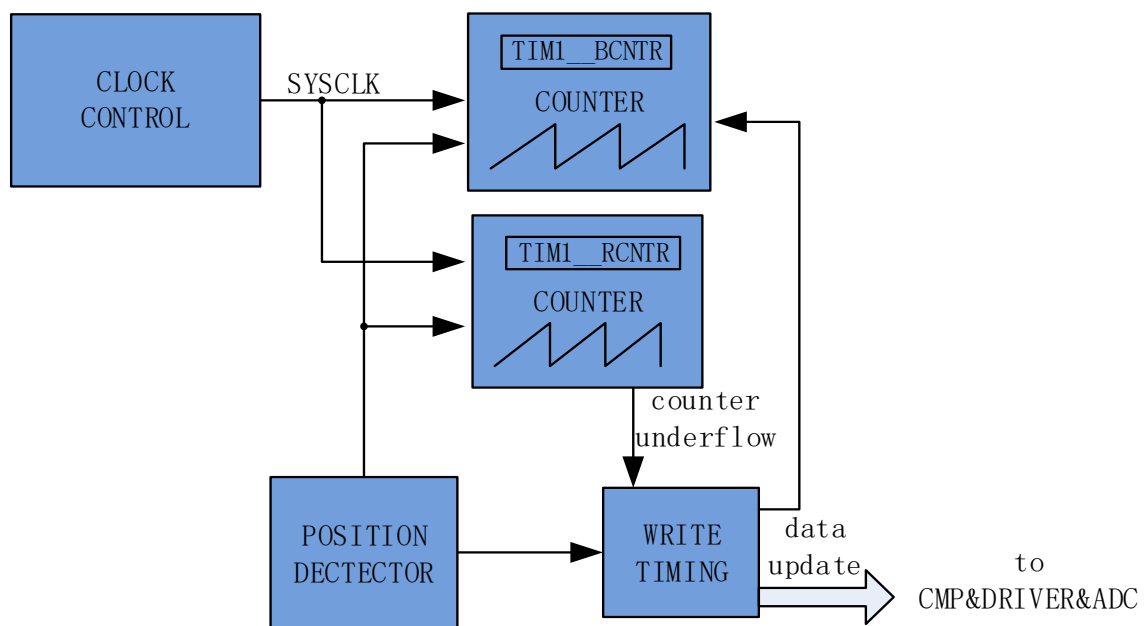 CLOCK
CONTROL
SYSCLK
TIM1__BCNTR
COUNTER
TIM1__RCNTR
COUNTER
counter
underflow
POSITION
DECTECTOR
WRITE
TIMING
data
update
to
CMP&DRIVER&ADC